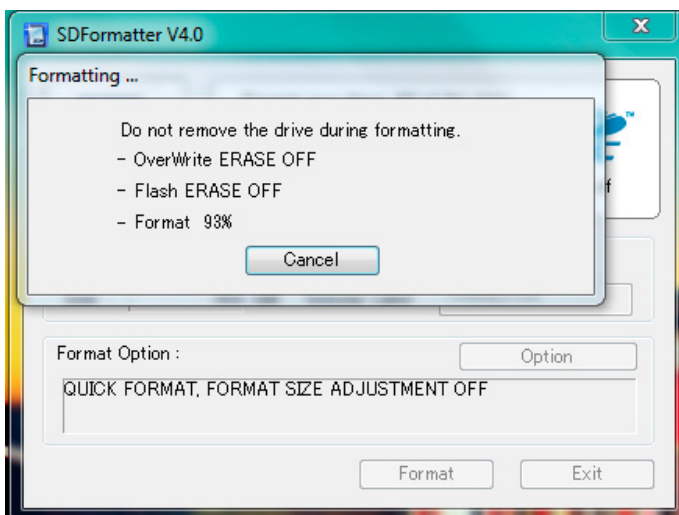 SDFormatter V4.0
Formatting ...
Do not remove the drive during formatting.
- OverWrite ERASE OFF
- Flash ERASE OFF
- Format 93%
Cancel
Format Option :
Option
QUICK FORMAT, FORMAT SIZE ADJUSTMENT OFF
Format
Exit